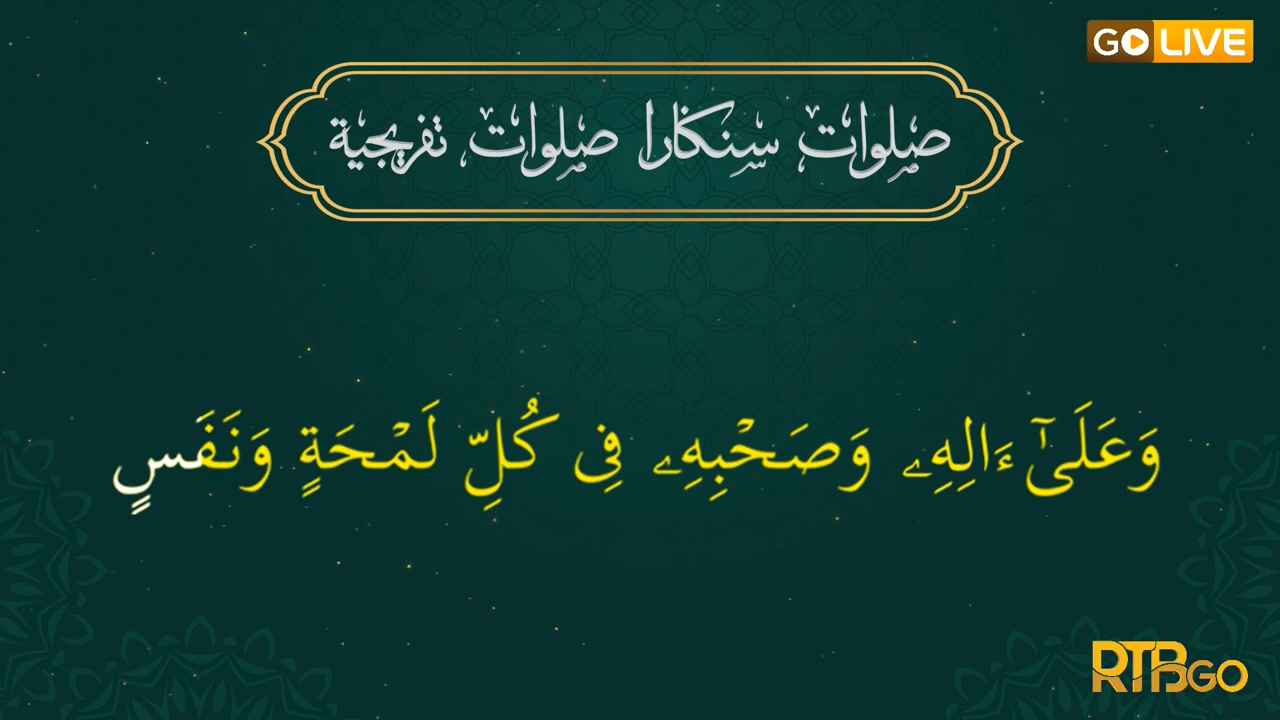 GO LIVE
صلوات سنكارا صلوات تفريجية
وَعَلَىٰٓ ءَالِهِۦ وَصَحْبِهِۦ فِى كُلِّ لَمْحَةٍ وَنَفَسٍ
RTBGO